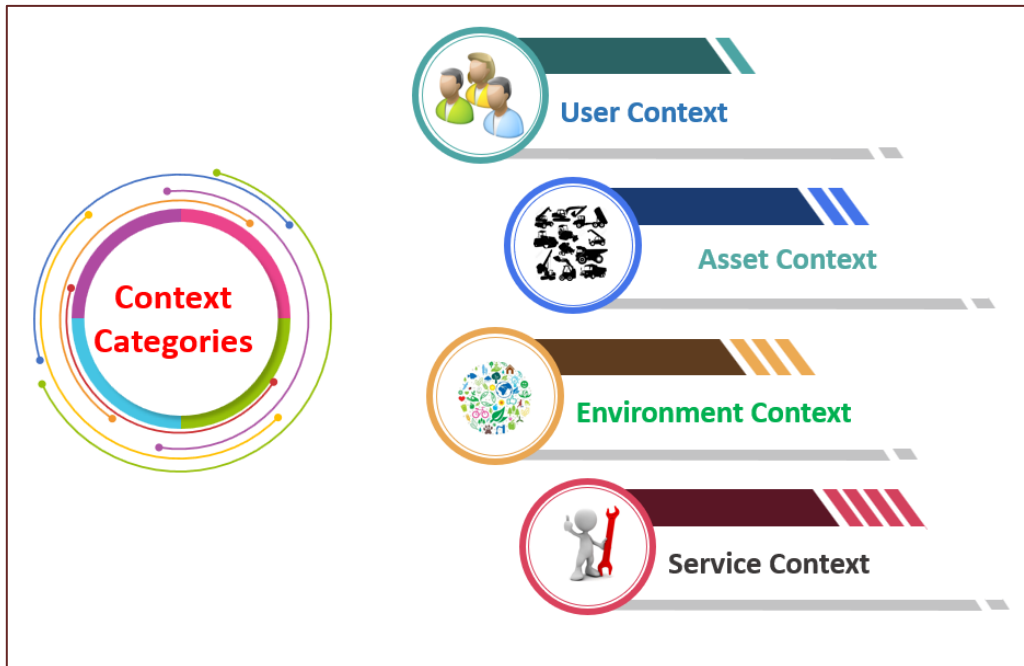 Context
Categories
User Context
Asset Context
Environment Context
Service Context